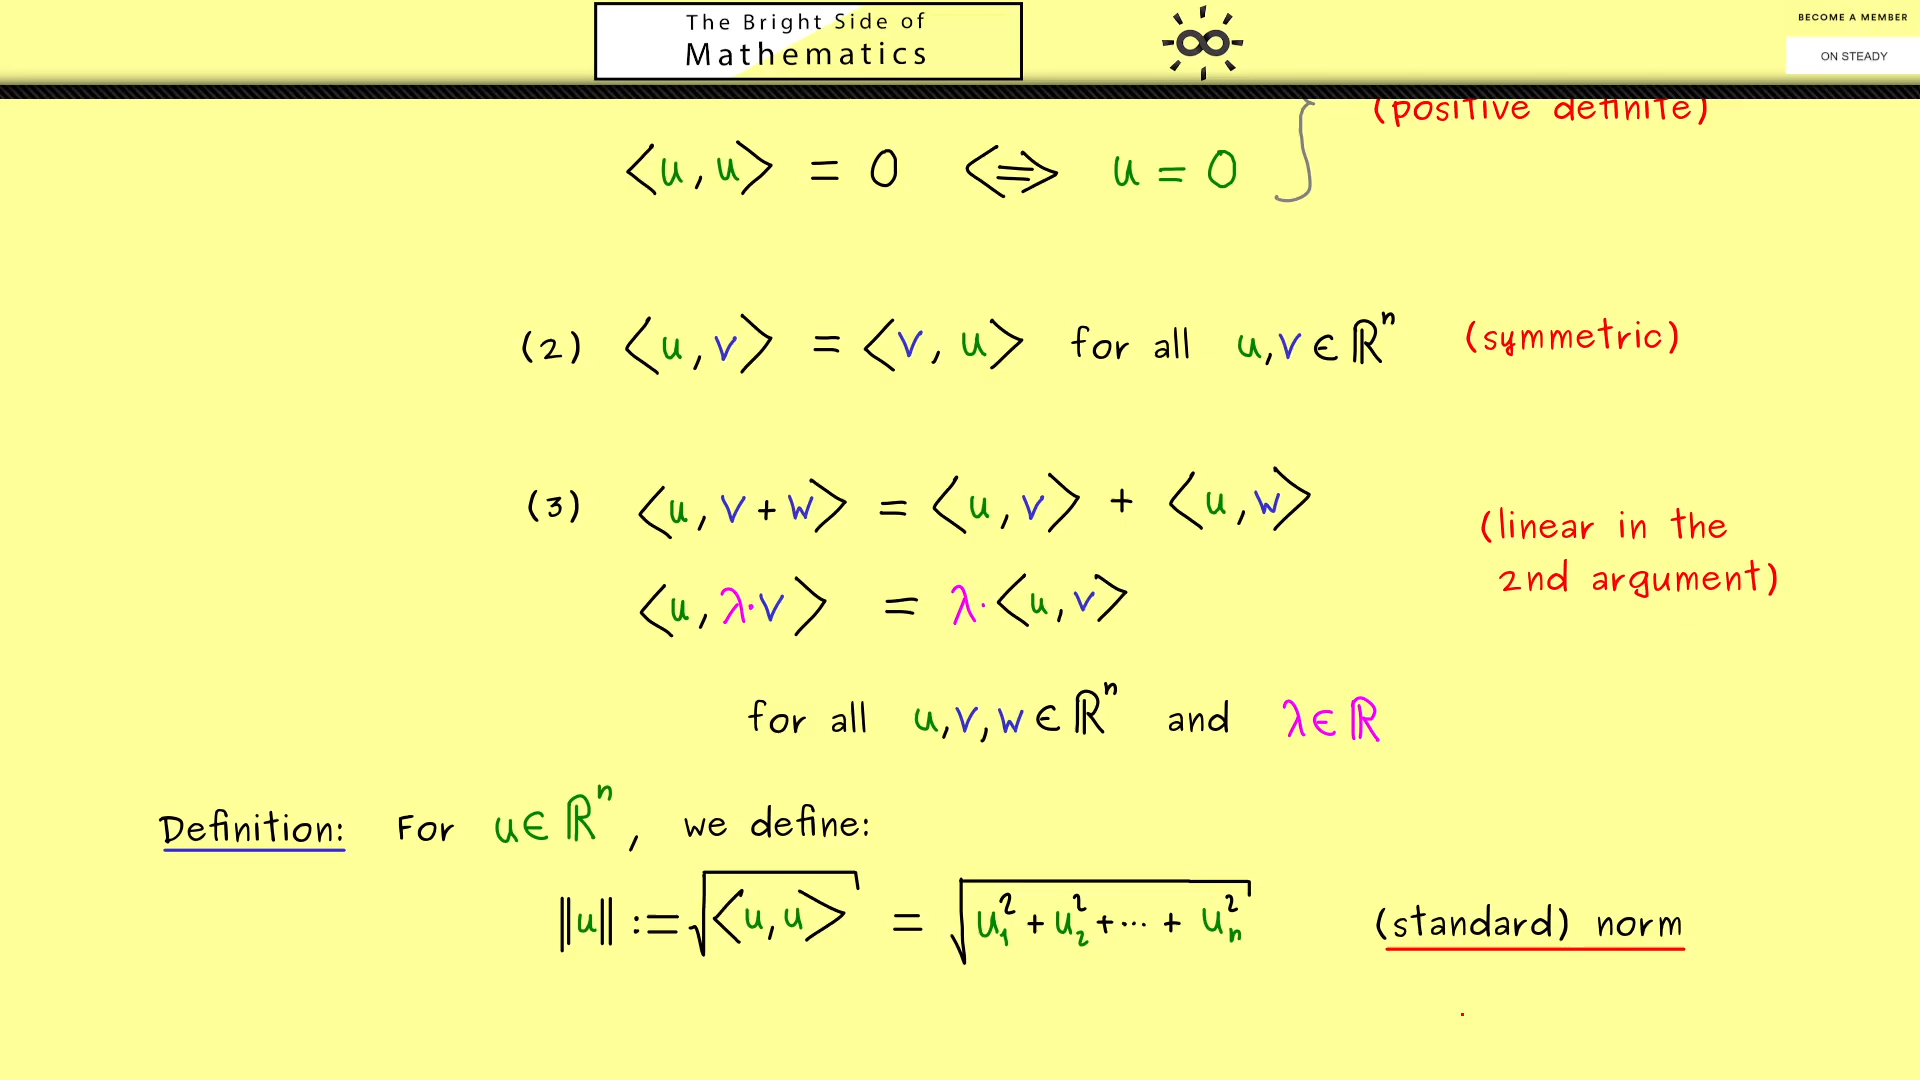 The Bright Side of
Mathematics
BECOME A MEMBER
ON STEADY
(positive definite)
<u, u> = 0 <=> u = 0
(2) <u, v> = <v, u> for all u, v ∈ ℝⁿ (symmetric)
(3) <u, v + w> = <u, v> + <u, w>
(linear in the
<u, λ·v> = λ·<u, v>
2nd argument)
for all u, v, w ∈ ℝⁿ and λ ∈ ℝ
Definition: For u ∈ ℝⁿ, we define:
‖u‖ := √<u, u> = √(u₁² + u₂² + ⋯ + uₙ²) (standard) norm